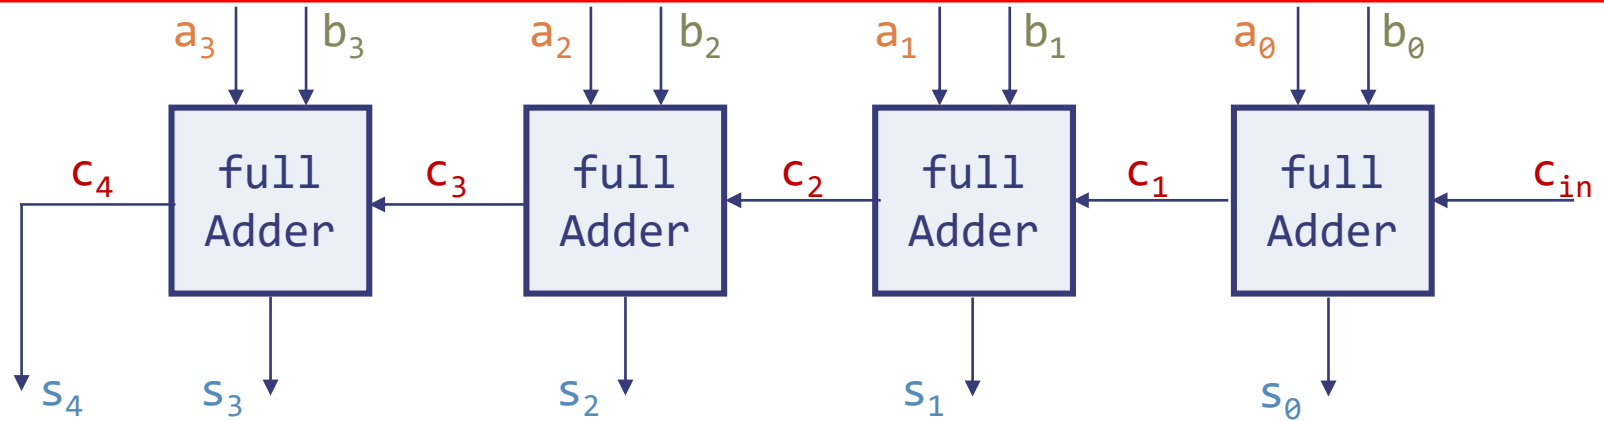 a₃ b₃ a₂ b₂ a₁ b₁ a₀ b₀
c₄ full Adder c₃ full Adder c₂ full Adder c₁ full Adder cᵢₙ
s₄ s₃ s₂ s₁ s₀